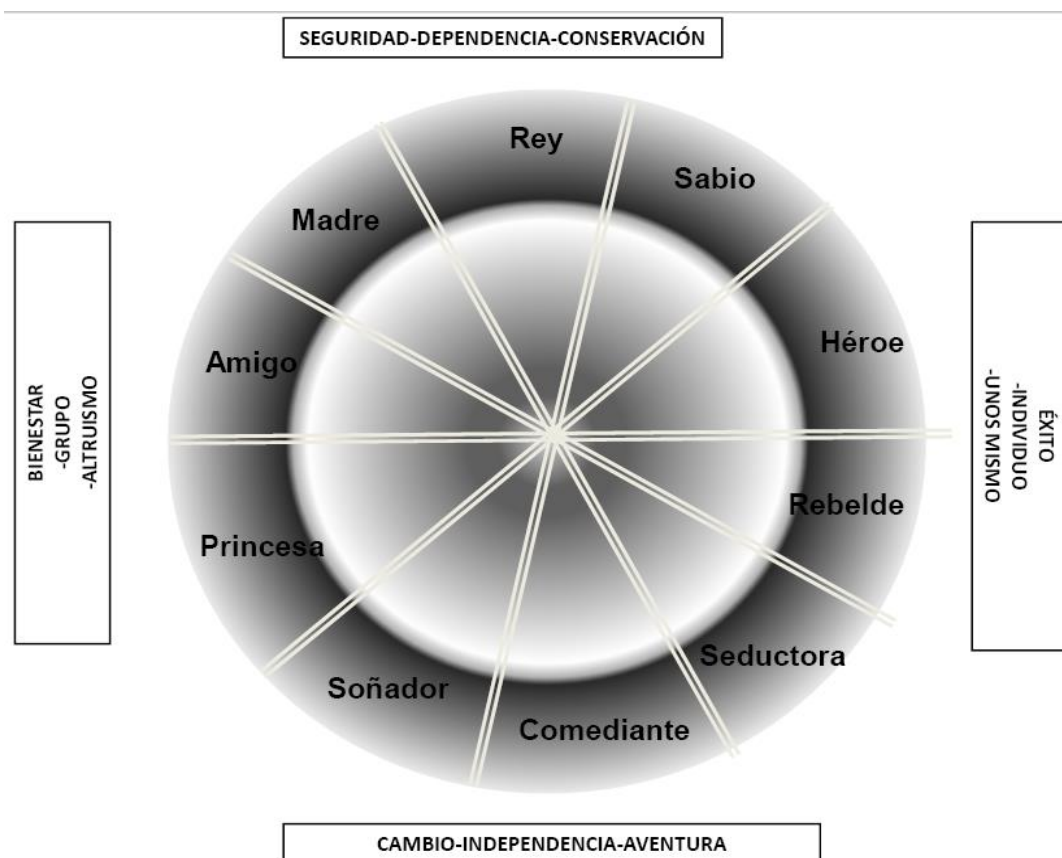 SEGURIDAD-DEPENDENCIA-CONSERVACIÓN
Rey
Sabio
Madre
Héroe
Amigo
BIENESTAR
-GRUPO
-ALTRUISMO
ÉXITO
-INDIVIDUO
-UNOS MISMO
Rebelde
Princesa
Seductora
Soñador
Comediante
CAMBIO-INDEPENDENCIA-AVENTURA